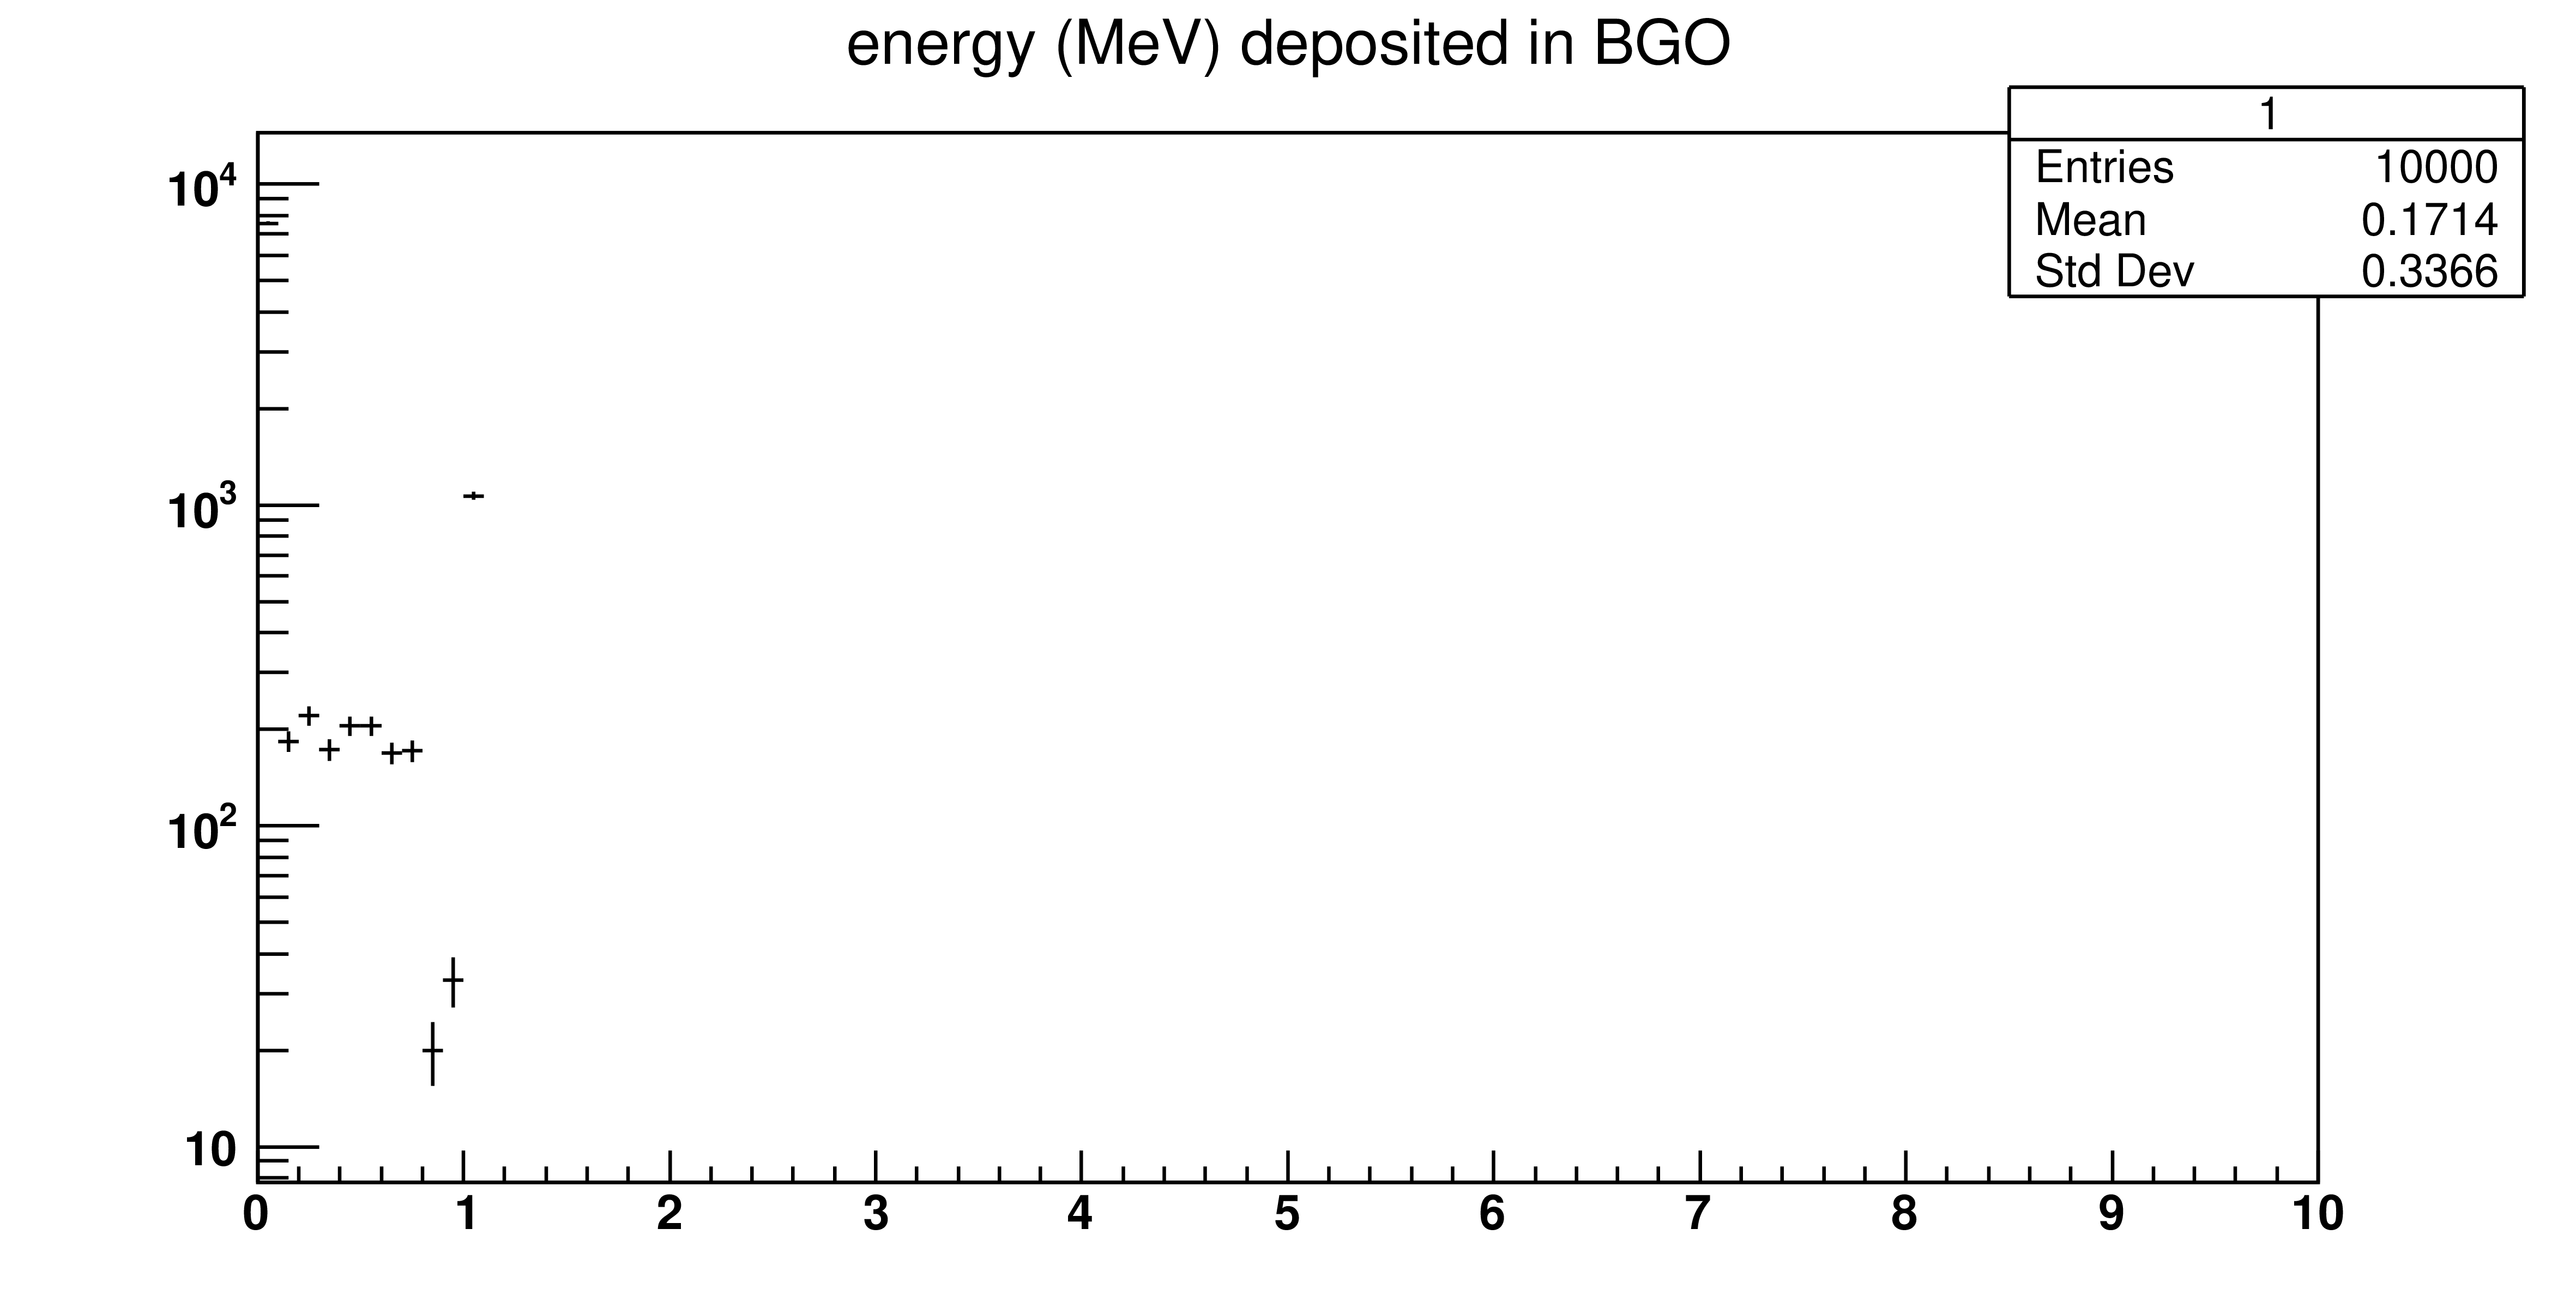 energy (MeV) deposited in BGO
1
Entries 10000
Mean 0.1714
Std Dev 0.3366
10⁴
10³
10²
10
0 1 2 3 4 5 6 7 8 9 10